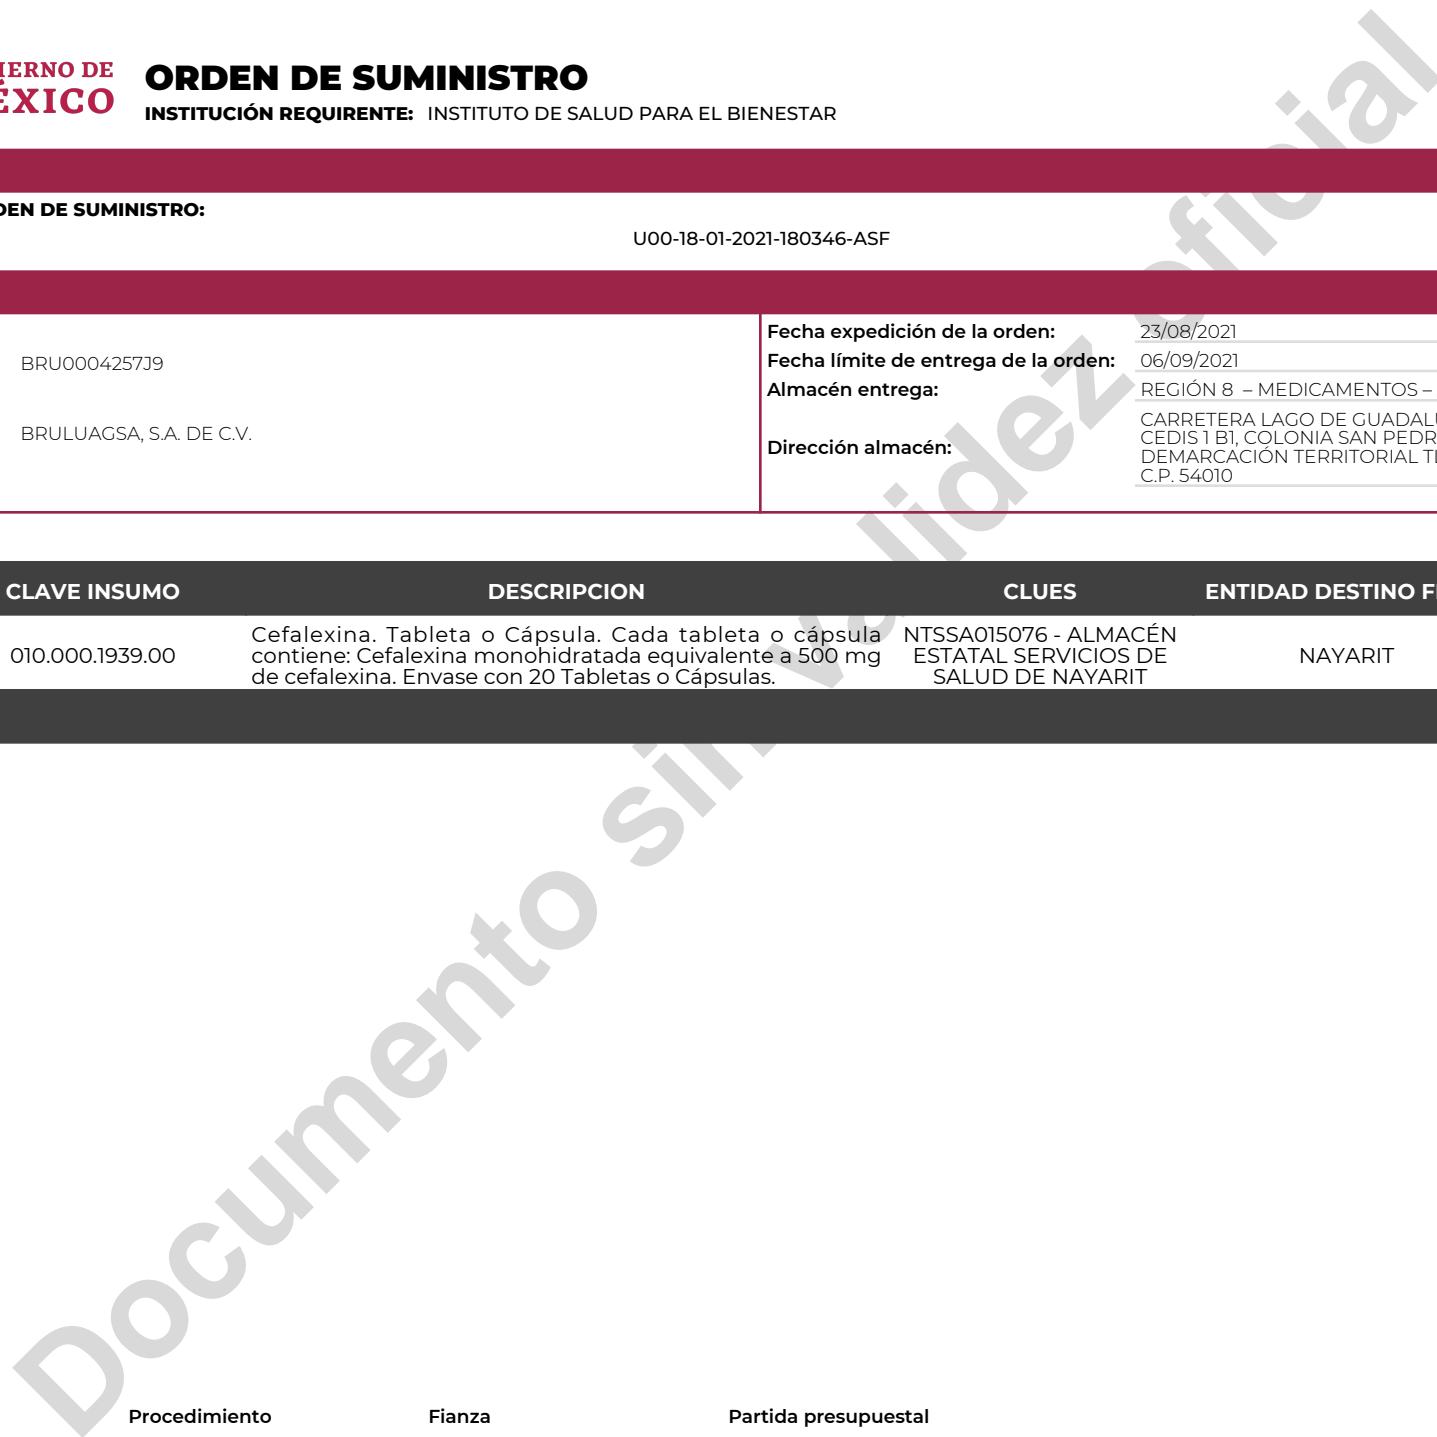 IERNO DE
ÉXICO
ORDEN DE SUMINISTRO
INSTITUCIÓN REQUIRENTE: INSTITUTO DE SALUD PARA EL BIENESTAR
DEN DE SUMINISTRO:
U00-18-01-2021-180346-ASF
BRU0004257J9
BRULUAGSA, S.A. DE C.V.
Fecha expedición de la orden: 23/08/2021
Fecha límite de entrega de la orden: 06/09/2021
Almacén entrega: REGIÓN 8 – MEDICAMENTOS –
Dirección almacén:
CARRETERA LAGO DE GUADALU
CEDIS 1 B1, COLONIA SAN PEDR
DEMARCACIÓN TERRITORIAL TL
C.P. 54010
CLAVE INSUMO DESCRIPCION CLUES ENTIDAD DESTINO FI
010.000.1939.00
Cefalexina. Tableta o Cápsula. Cada tableta o cápsula
contiene: Cefalexina monohidratada equivalente a 500 mg
de cefalexina. Envase con 20 Tabletas o Cápsulas.
NTSSA015076 - ALMACÉN
ESTATAL SERVICIOS DE
SALUD DE NAYARIT
NAYARIT
Documento sin validez oficial
Procedimiento Fianza Partida presupuestal